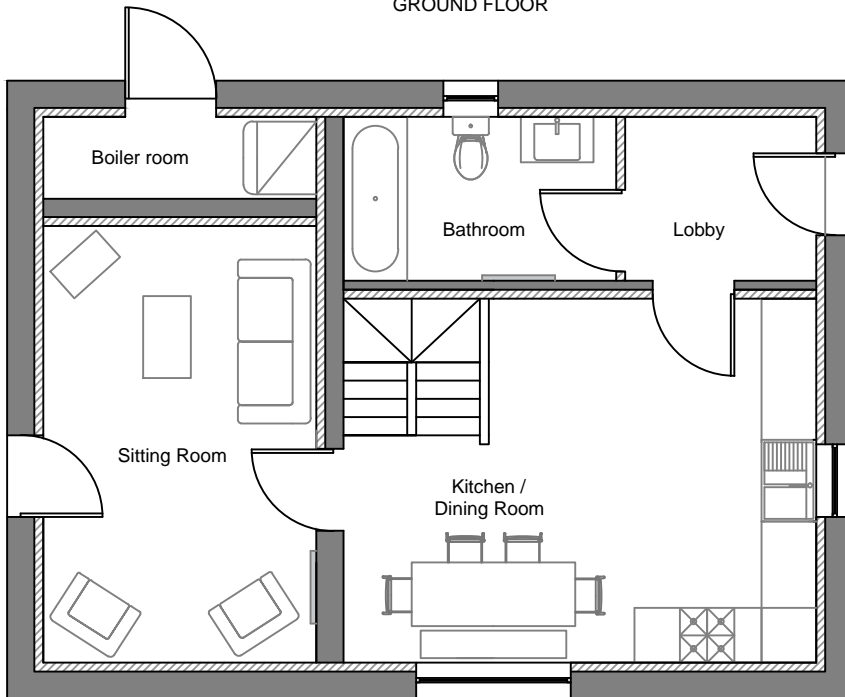 GROUND FLOOR
Boiler room
Bathroom
Lobby
Sitting Room
Kitchen /
Dining Room